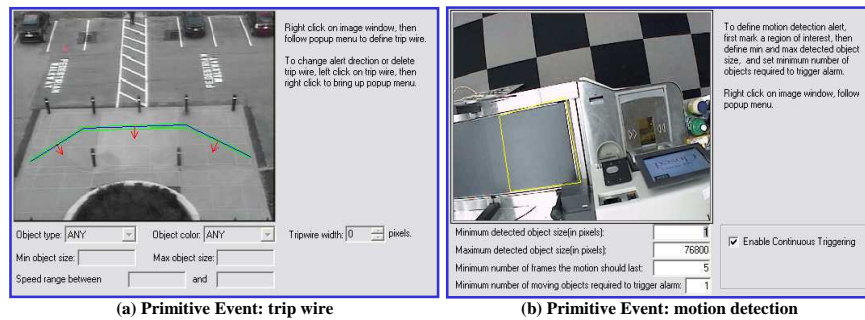 Right click on image window, then
follow popup menu to define trip wire.
To change alert drection or delete
trip wire, left click on trip wire, then
right click to bring up popup menu.
PEDESTRIAN
WALKWAY
PEDESTRIAN
WALKWAY
Object type: ANY
Object color: ANY
Tripwire width: 0 pixels.
Min object size:
Max object size:
Speed range between and
(a) Primitive Event: trip wire
To define motion detection alert,
first mark a region of interest, then
define min and max detected object
size, and set minimum number of
objects required to trigger alarm.
Right click on image window, follow
popup menu.
closed
Minimum detected object size(in pixels): 1
Maximum detected object size(in pixels): 76800
Minimum number of frames the motion should last: 5
Minimum number of moving objects required to trigger alarm: 1
Enable Continuous Triggering
(b) Primitive Event: motion detection